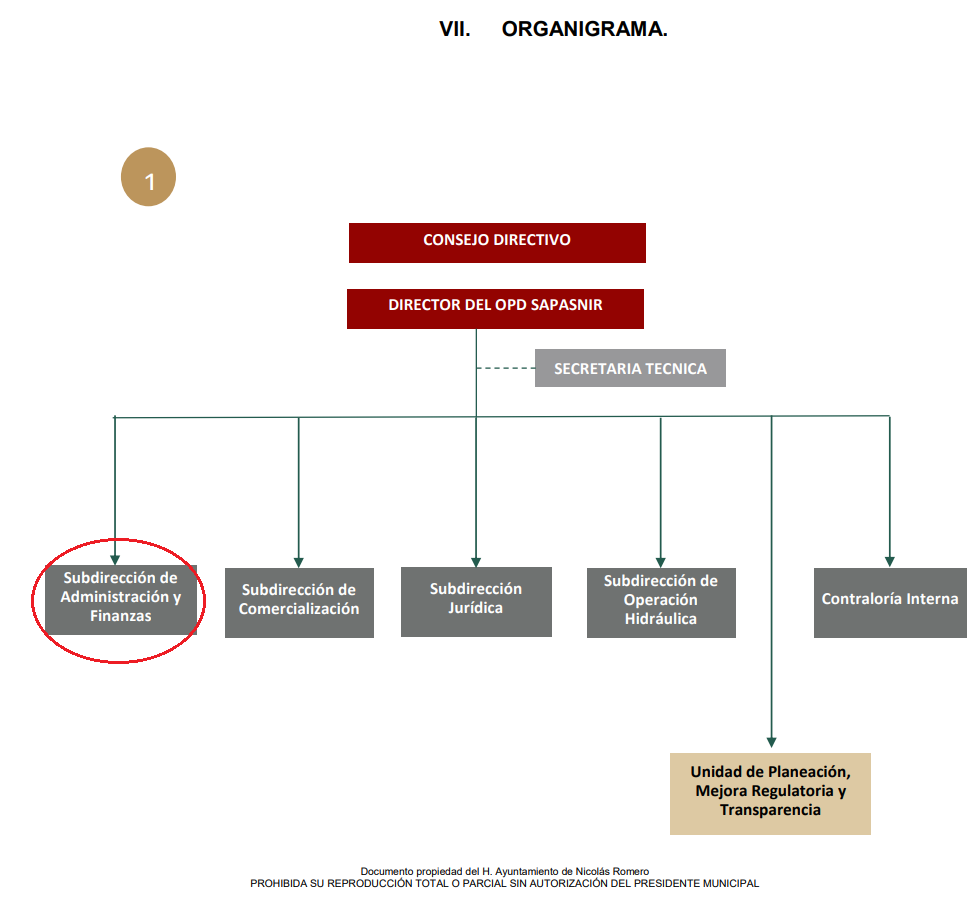 VII. ORGANIGRAMA.
1
CONSEJO DIRECTIVO
DIRECTOR DEL OPD SAPASNIR
SECRETARIA TECNICA
Subdirección de
Administración y
Finanzas
Subdirección de
Comercialización
Subdirección
Jurídica
Subdirección de
Operación
Hidráulica
Contraloría Interna
Unidad de Planeación,
Mejora Regulatoria y
Transparencia
Documento propiedad del H. Ayuntamiento de Nicolás Romero
PROHIBIDA SU REPRODUCCIÓN TOTAL O PARCIAL SIN AUTORIZACIÓN DEL PRESIDENTE MUNICIPAL